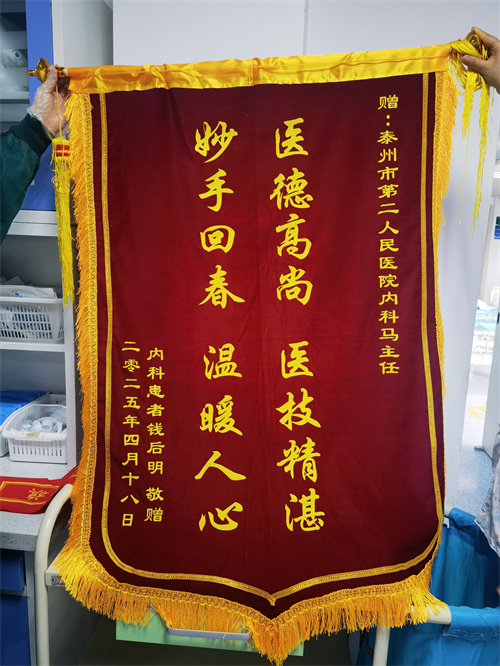 赠：泰州市第二人民医院内科马主任
医德高尚 医技精湛
妙手回春 温暖人心
内科患者钱后明 敬赠
二零二五年四月十八日